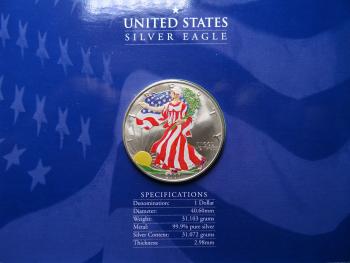 UNITED STATES
SILVER EAGLE
SPECIFICATIONS
Denomination: 1 Dollar
Diameter: 40.60mm
Weight: 31.103 grams
Metal: 99.9% pure silver
Silver Content: 31.072 grams
Thickness 2.98mm